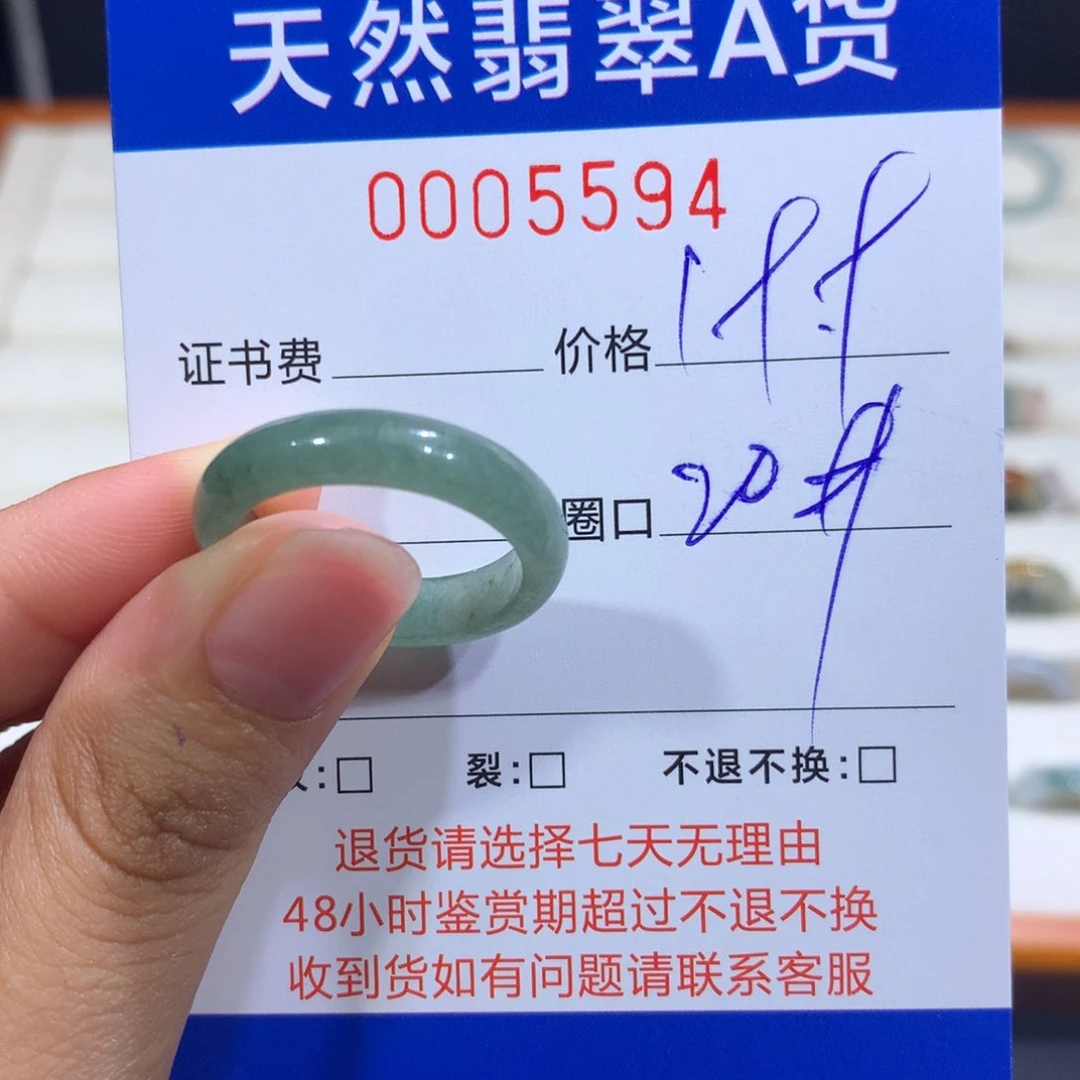 天然翡翠A货
0005594
证书费 价格
圈口 20#
裂:□ 不退不换:□
退货请选择七天无理由
48小时鉴赏期超过不退不换
收到货如有问题请联系客服